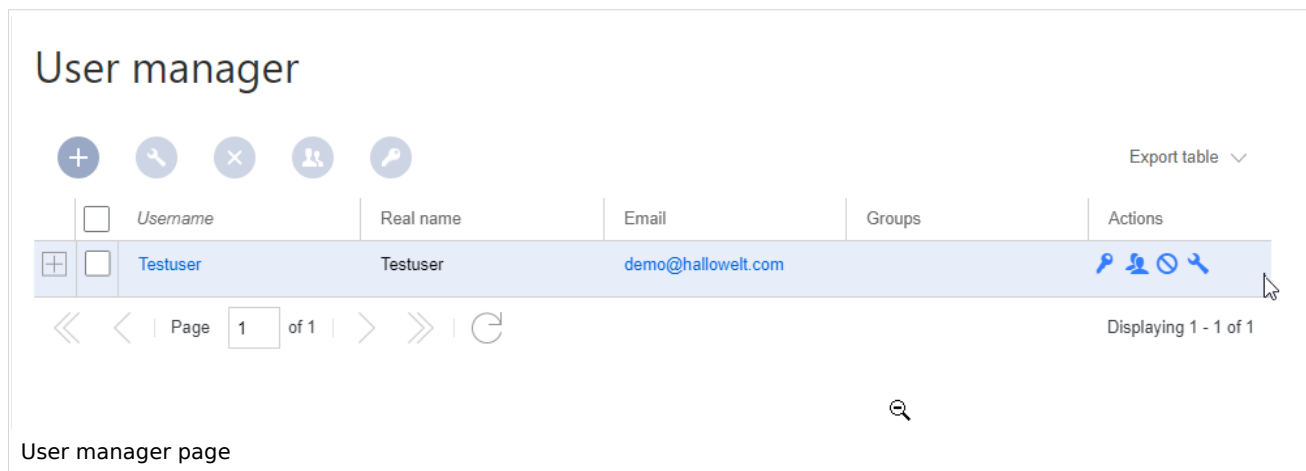 User manager
Export table
Username Real name Email Groups Actions
Testuser Testuser demo@hallowelt.com
Page 1 of 1 Displaying 1 - 1 of 1
User manager page